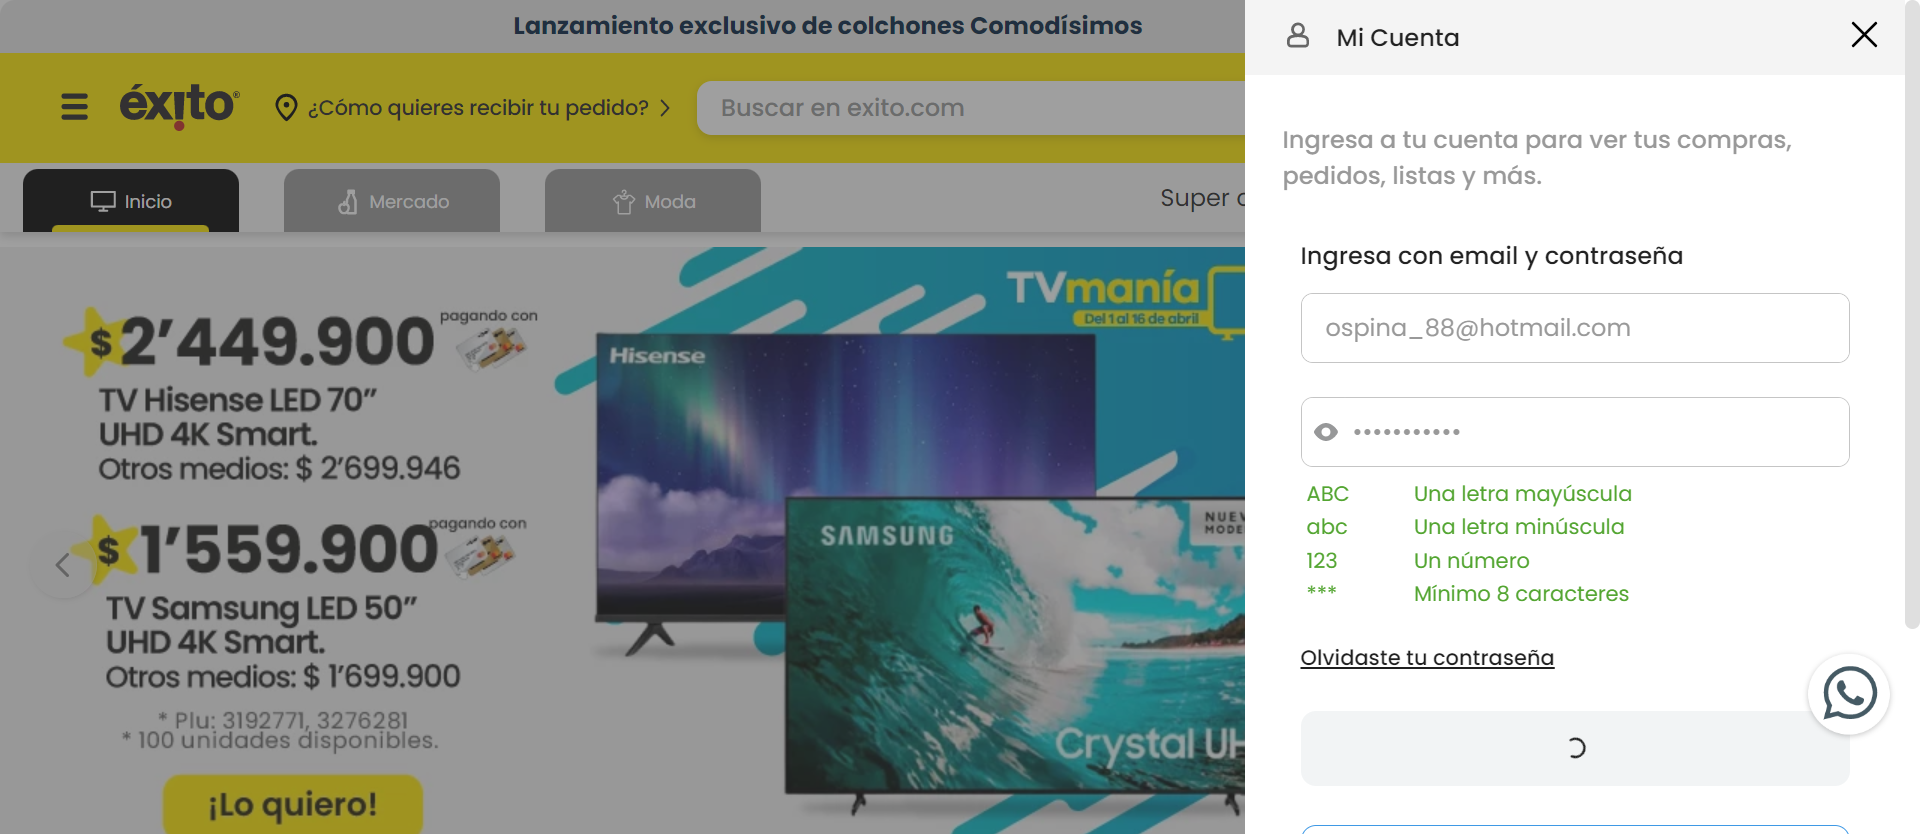 Lanzamiento exclusivo de colchones Comodísimos
éxito®
¿Cómo quieres recibir tu pedido?
Buscar en exito.com
Inicio
Mercado
Moda
Super
$ 2'449.900
pagando con
TV Hisense LED 70"
UHD 4K Smart.
Otros medios: $ 2'699.946
$ 1'559.900
pagando con
TV Samsung LED 50"
UHD 4K Smart.
Otros medios: $ 1'699.900
* Plu: 3192771, 3276281
* 100 unidades disponibles.
¡Lo quiero!
TVmanía
Del 1 al 16 de abril
Hisense
SAMSUNG
Crystal
Mi Cuenta
Ingresa a tu cuenta para ver tus compras,
pedidos, listas y más.
Ingresa con email y contraseña
ospina_88@hotmail.com
•••••••••••
ABC Una letra mayúscula
abc Una letra minúscula
123 Un número
*** Mínimo 8 caracteres
Olvidaste tu contraseña